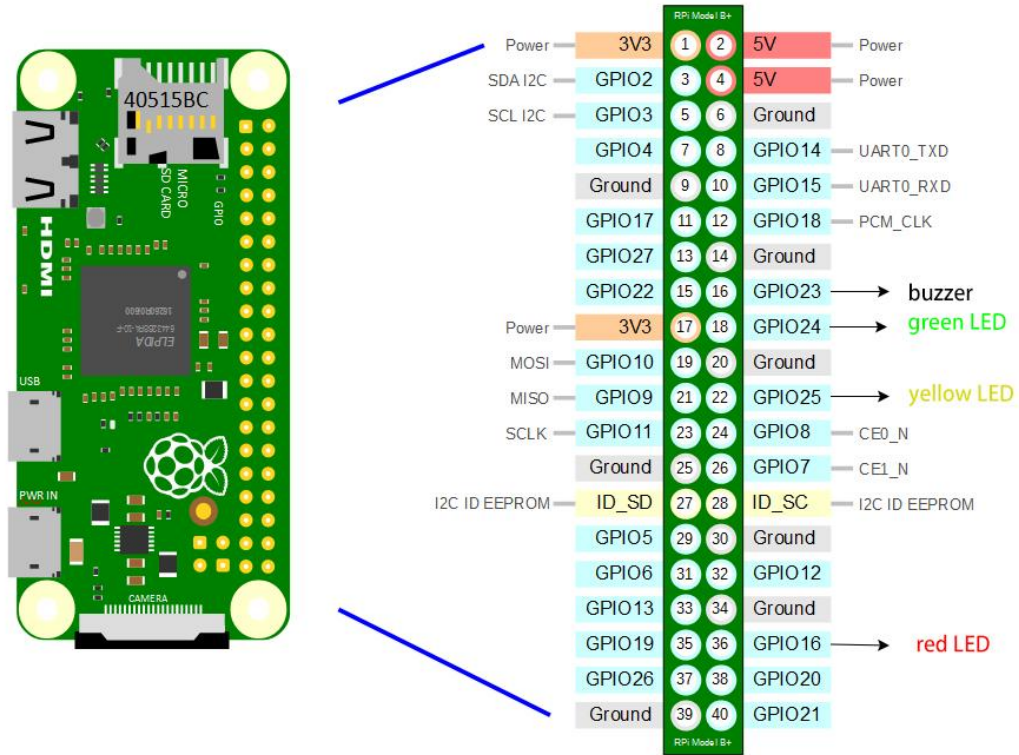 40515BC
MICRO
SD CARD
GPIO
HDMI
ELPIDA
USB
PWR IN
CAMERA
RPi Model B+
Power 3V3 1 2 5V Power
SDA I2C GPIO2 3 4 5V Power
SCL I2C GPIO3 5 6 Ground
GPIO4 7 8 GPIO14 UART0_TXD
Ground 9 10 GPIO15 UART0_RXD
GPIO17 11 12 GPIO18 PCM_CLK
GPIO27 13 14 Ground
GPIO22 15 16 GPIO23 buzzer
Power 3V3 17 18 GPIO24 green LED
MOSI GPIO10 19 20 Ground
MISO GPIO9 21 22 GPIO25 yellow LED
SCLK GPIO11 23 24 GPIO8 CE0_N
Ground 25 26 GPIO7 CE1_N
I2C ID EEPROM ID_SD 27 28 ID_SC I2C ID EEPROM
GPIO5 29 30 Ground
GPIO6 31 32 GPIO12
GPIO13 33 34 Ground
GPIO19 35 36 GPIO16 red LED
GPIO26 37 38 GPIO20
Ground 39 40 GPIO21
RPi Model B+